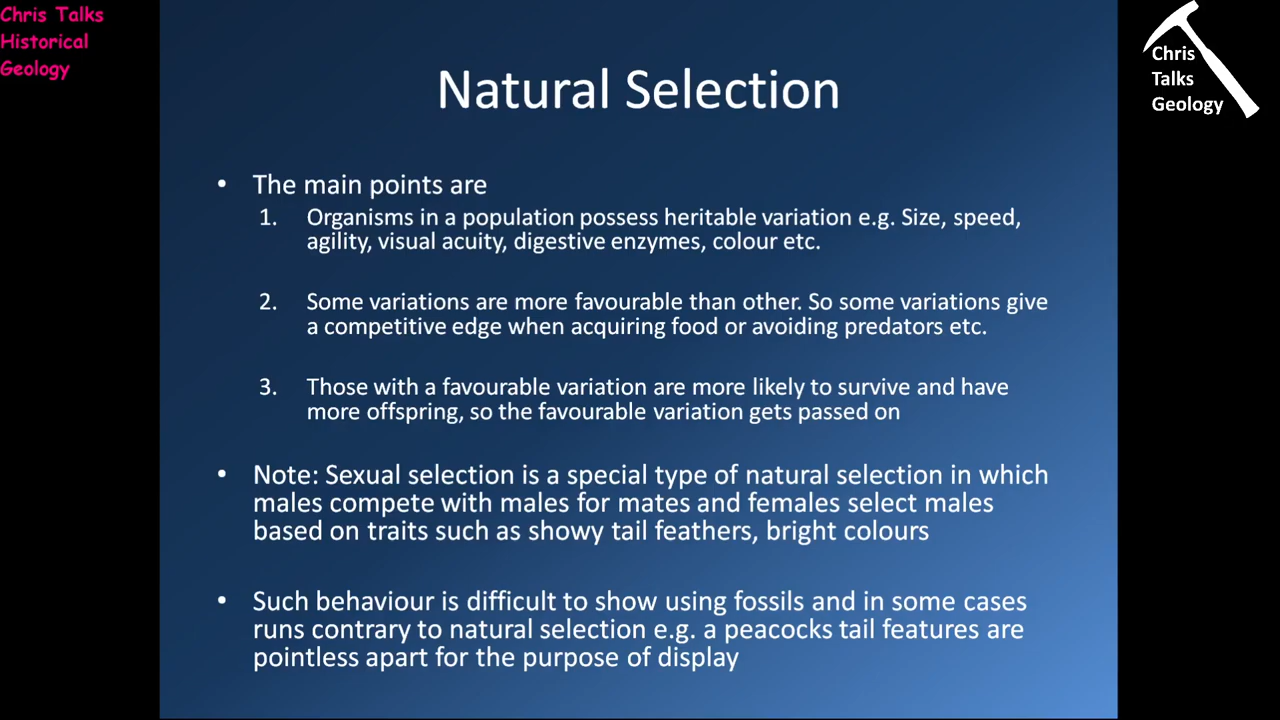 Chris Talks
Historical
Geology
Chris
Talks
Geology
Natural Selection
• The main points are
1. Organisms in a population possess heritable variation e.g. Size, speed,
agility, visual acuity, digestive enzymes, colour etc.
2. Some variations are more favourable than other. So some variations give
a competitive edge when acquiring food or avoiding predators etc.
3. Those with a favourable variation are more likely to survive and have
more offspring, so the favourable variation gets passed on
• Note: Sexual selection is a special type of natural selection in which
males compete with males for mates and females select males
based on traits such as showy tail feathers, bright colours
• Such behaviour is difficult to show using fossils and in some cases
runs contrary to natural selection e.g. a peacocks tail features are
pointless apart for the purpose of display